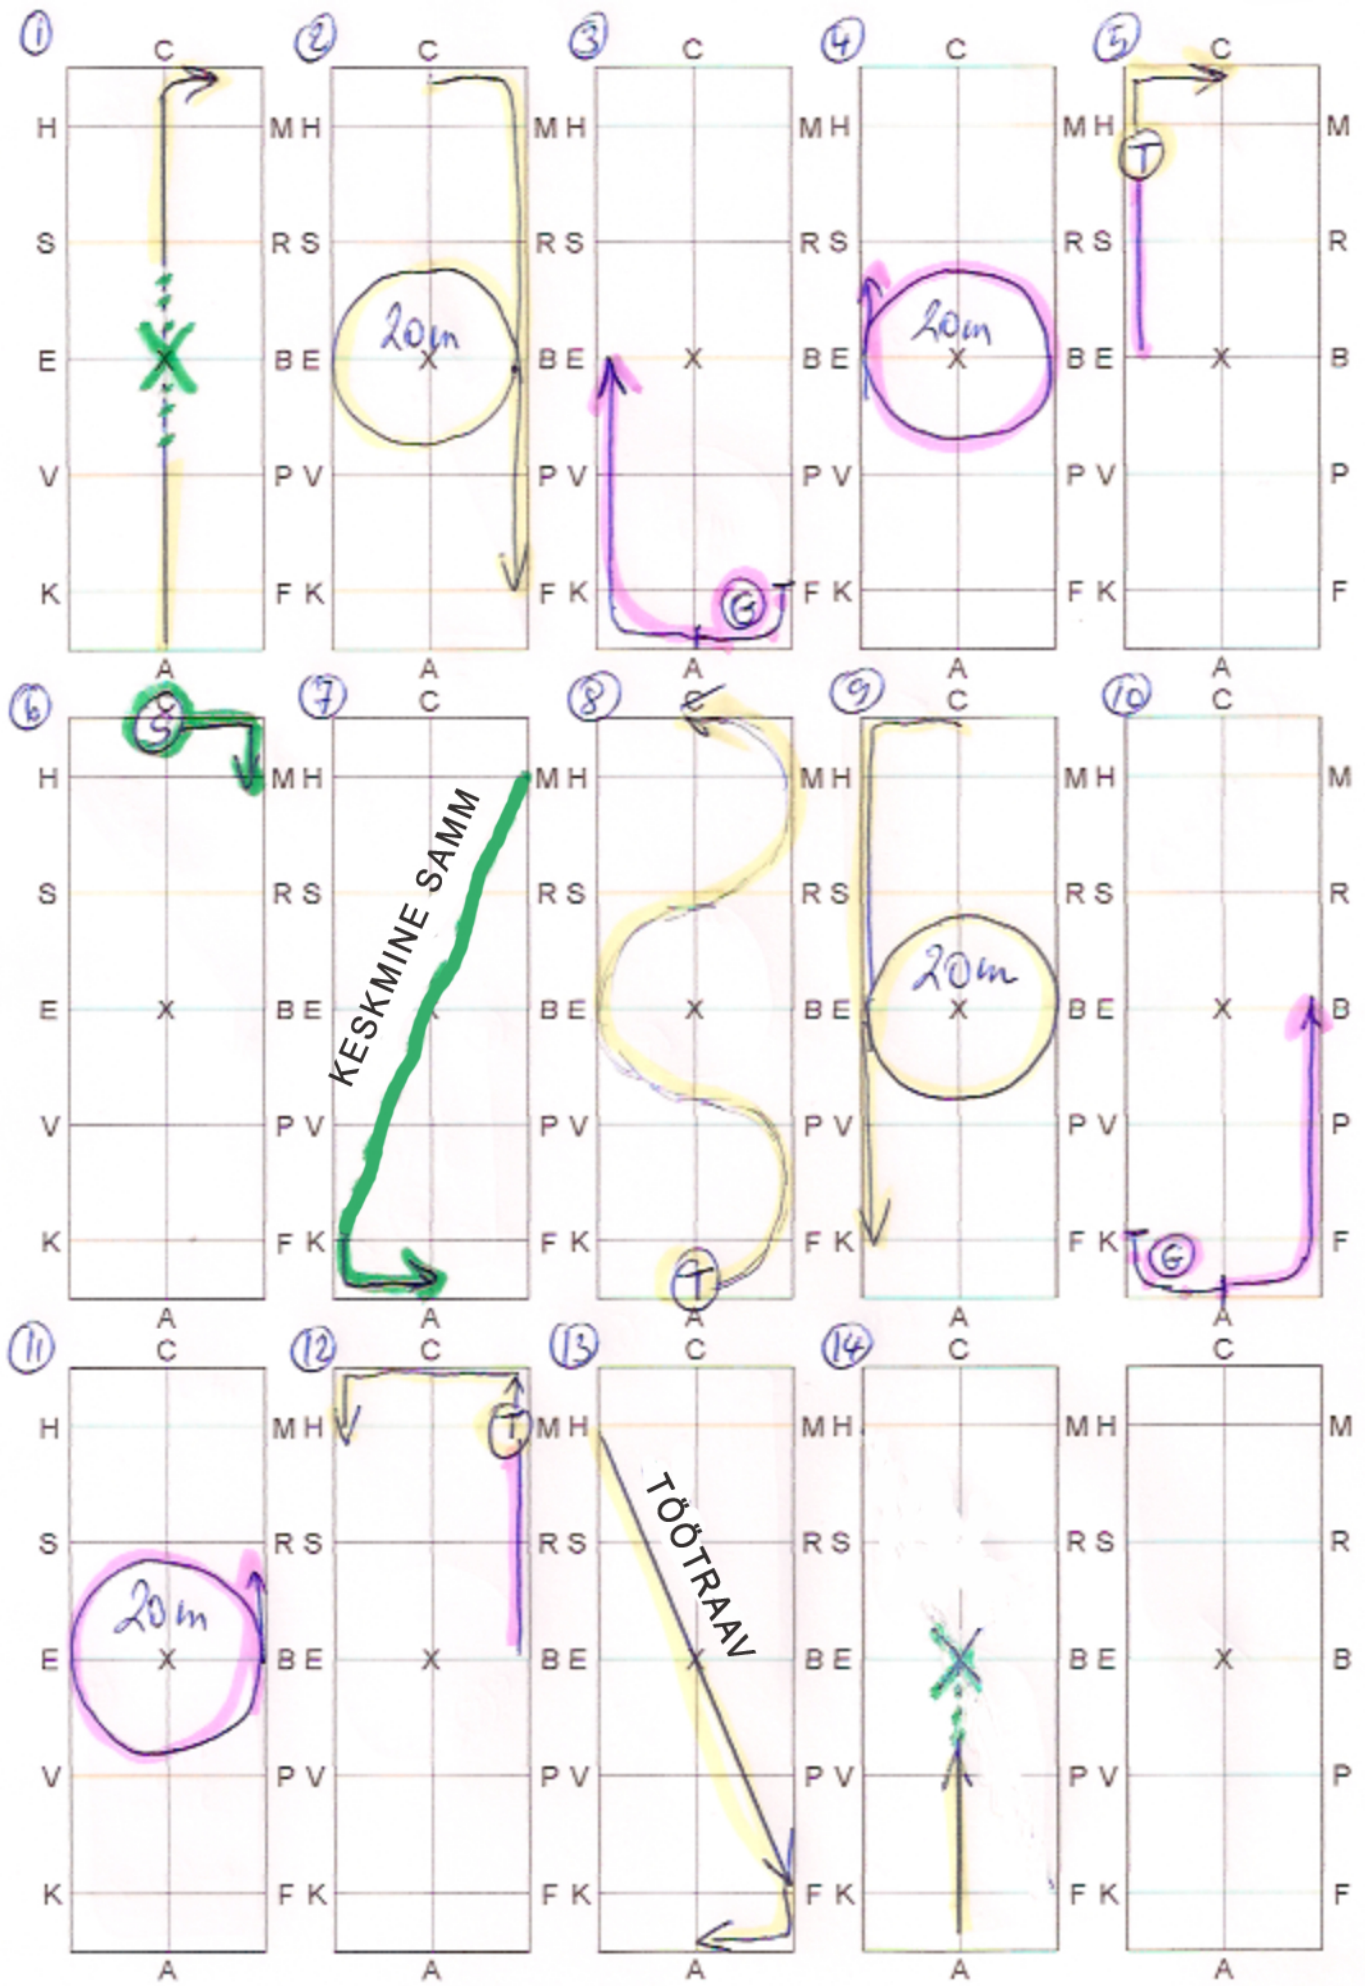 1 2 3 4 5
C C C C C
H M H M H M H M H M
S R S R S R S R S R
20m 20m
T
E X B E X B E X B E X B E X B
V P V P V P V P V P
K F K F K F K F K F
G
A A A A A
6 7 8 9 10
C C C C C
S
H M H M H M H M H M
KESKMINE SAMM
S R S R S R S R S R
20m
E X B E X B E X B E X B E X B
V P V P V P V P V P
K F K F K F K F K F
T G
A A A A A
11 12 13 14
C C C C C
H M H M H M H M H M
T
TÖÖTRAAV
S R S R S R S R S R
20m
E X B E X B E X B E X B E X B
V P V P V P V P V P
K F K F K F K F K F
A A A A A